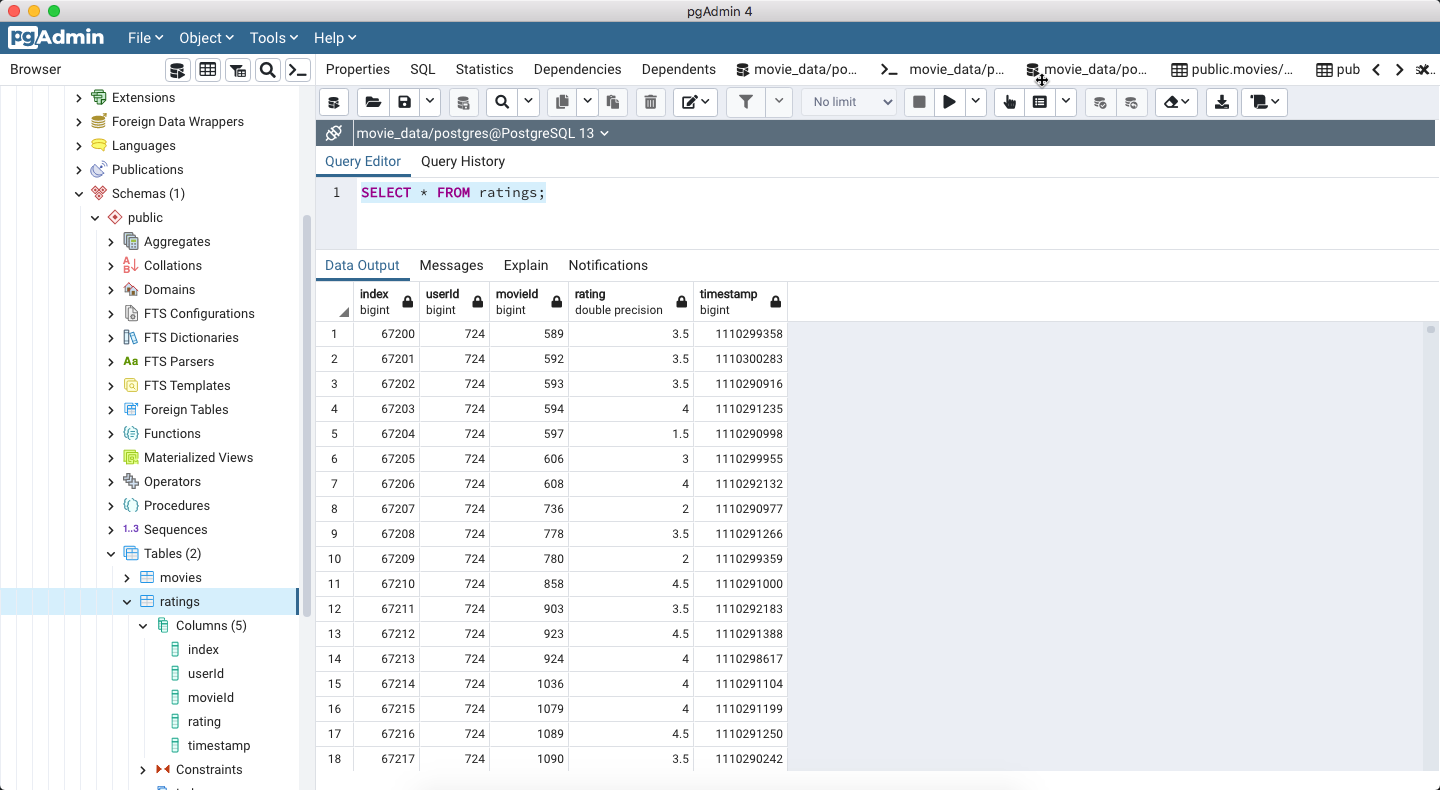 pgAdmin 4
pgAdmin File Object Tools Help
Browser
Properties SQL Statistics Dependencies Dependents movie_data/po... movie_data/p... movie_data/po... public.movies/... pub
Extensions
Foreign Data Wrappers
Languages
Publications
Schemas (1)
public
Aggregates
Collations
Domains
FTS Configurations
FTS Dictionaries
Aa FTS Parsers
FTS Templates
Foreign Tables
Functions
Materialized Views
Operators
Procedures
1..3 Sequences
Tables (2)
movies
ratings
Columns (5)
index
userId
movieId
rating
timestamp
Constraints
No limit
movie_data/postgres@PostgreSQL 13
Query Editor Query History
1 SELECT * FROM ratings;
Data Output Messages Explain Notifications
index userId movieId rating timestamp
bigint bigint bigint double precision bigint
1 67200 724 589 3.5 1110299358
2 67201 724 592 3.5 1110300283
3 67202 724 593 3.5 1110290916
4 67203 724 594 4 1110291235
5 67204 724 597 1.5 1110290998
6 67205 724 606 3 1110299955
7 67206 724 608 4 1110292132
8 67207 724 736 2 1110290977
9 67208 724 778 3.5 1110291266
10 67209 724 780 2 1110299359
11 67210 724 858 4.5 1110291000
12 67211 724 903 3.5 1110292183
13 67212 724 923 4.5 1110291388
14 67213 724 924 4 1110298617
15 67214 724 1036 4 1110291104
16 67215 724 1079 4 1110291199
17 67216 724 1089 4.5 1110291250
18 67217 724 1090 3.5 1110290242